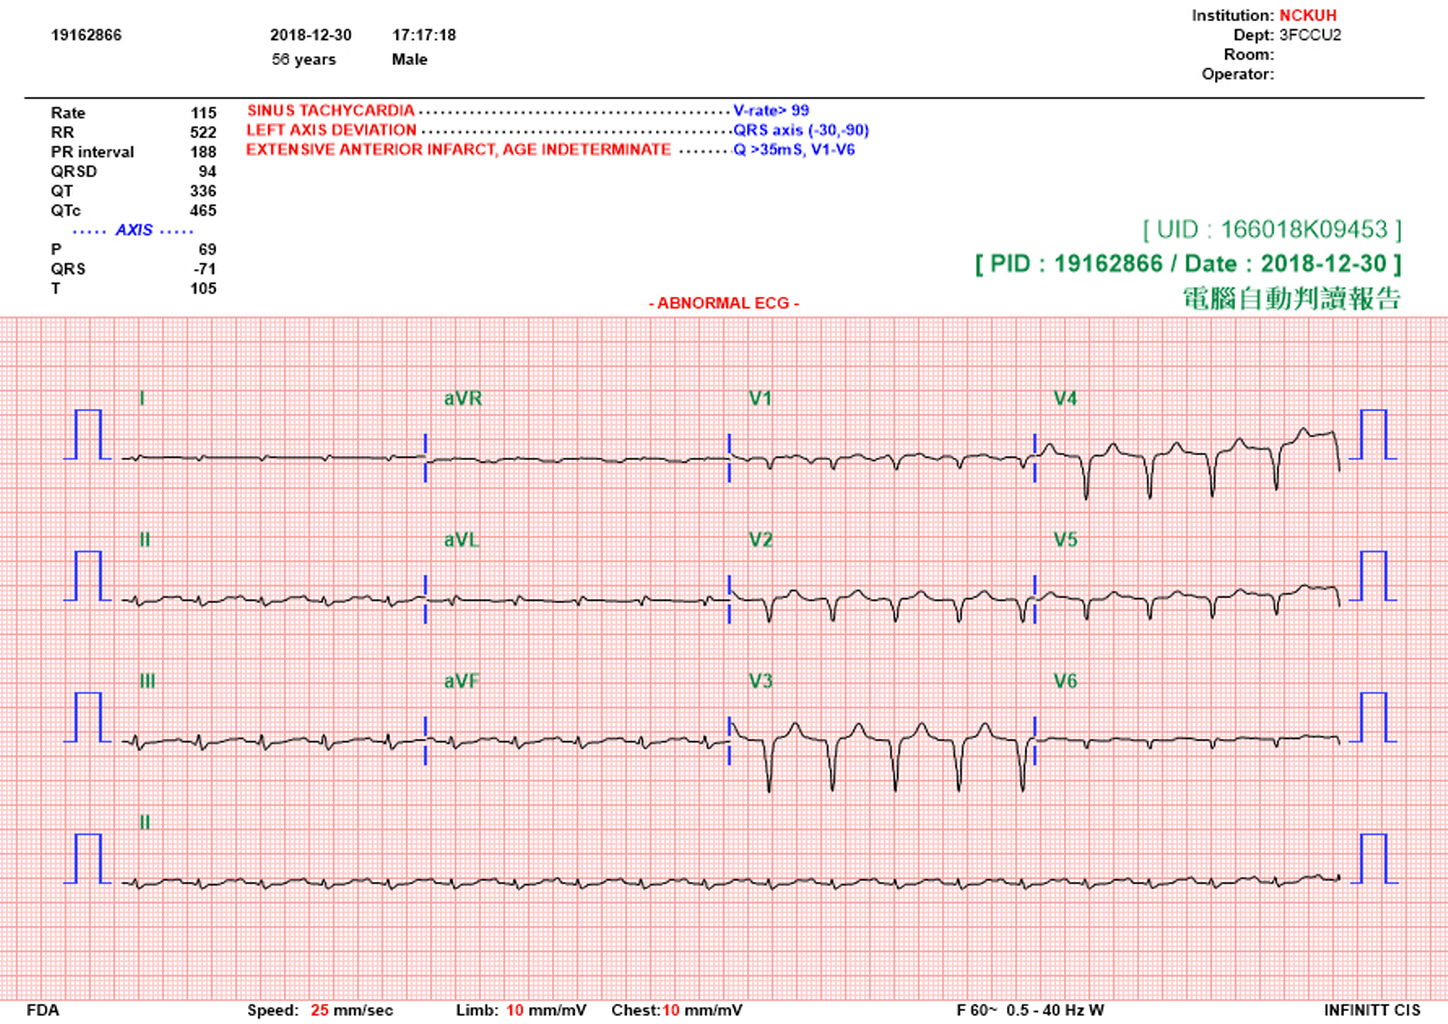 Institution: NCKUH
19162866 2018-12-30 17:17:18 Dept: 3FCCU2
56 years Male Room:
Operator:
Rate 115 SINUS TACHYCARDIA V-rate> 99
RR 522 LEFT AXIS DEVIATION QRS axis (-30,-90)
PR interval 188 EXTENSIVE ANTERIOR INFARCT, AGE INDETERMINATE Q >35mS, V1-V6
QRSD 94
QT 336
QTc 465
AXIS
P 69
QRS -71
T 105
[ UID : 166018K09453 ]
[ PID : 19162866 / Date : 2018-12-30 ]
電腦自動判讀報告
- ABNORMAL ECG -
I aVR V1 V4
II aVL V2 V5
III aVF V3 V6
II
FDA Speed: 25 mm/sec Limb: 10 mm/mV Chest:10 mm/mV F 60~ 0.5 - 40 Hz W INFINITT CIS